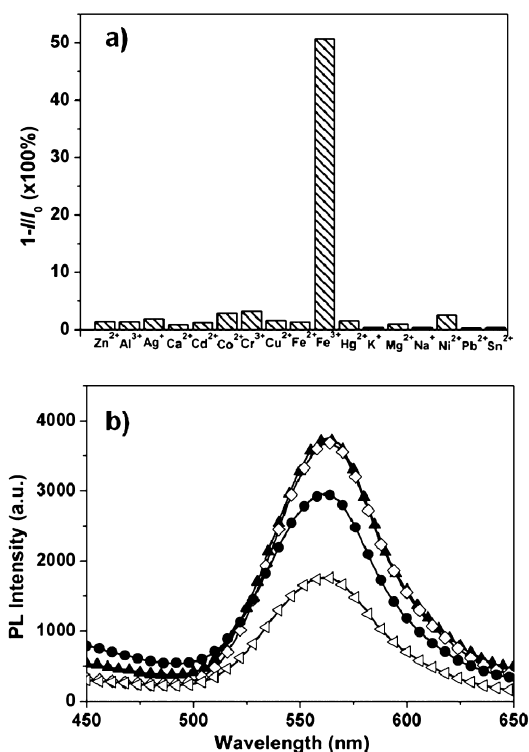 a)
50
40
30
20
10
0
1-I/I₀ (x100%)
Zn²⁺ Al³⁺ Ag⁺ Ca²⁺ Cd²⁺ Co²⁺ Cr³⁺ Cu²⁺ Fe²⁺ Fe³⁺ Hg²⁺ K⁺ Mg²⁺ Na⁺ Ni²⁺ Pb²⁺ Sn²⁺
b)
4000
3000
2000
1000
0
PL Intensity (a.u.)
450 500 550 600 650
Wavelength (nm)